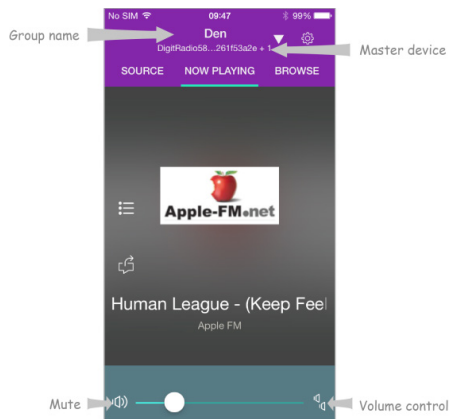 No SIM 09:47 99%
Group name
Den
DigitRadio58...261f53a2e + 1
Master device
SOURCE NOW PLAYING BROWSE
Apple-FM.net
Human League - (Keep Feel
Apple FM
Mute
Volume control